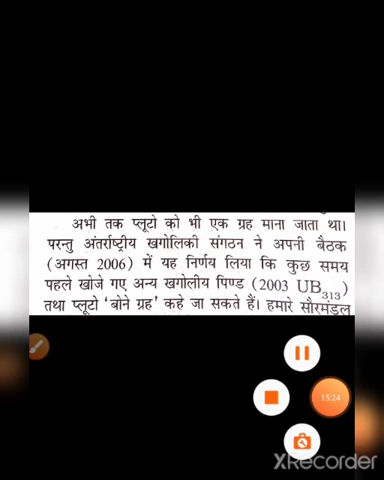 अभी तक प्लूटो को भी एक ग्रह माना जाता था।
परन्तु अंतर्राष्ट्रीय खगोलिकी संगठन ने अपनी बैठक
(अगस्त 2006) में यह निर्णय लिया कि कुछ समय
पहले खोजे गए अन्य खगोलीय पिण्ड (2003 UB₃₁₃)
तथा प्लूटो ‘बोने ग्रह’ कहे जा सकते हैं। हमारे सौरमंडल
15:24
XRecorder